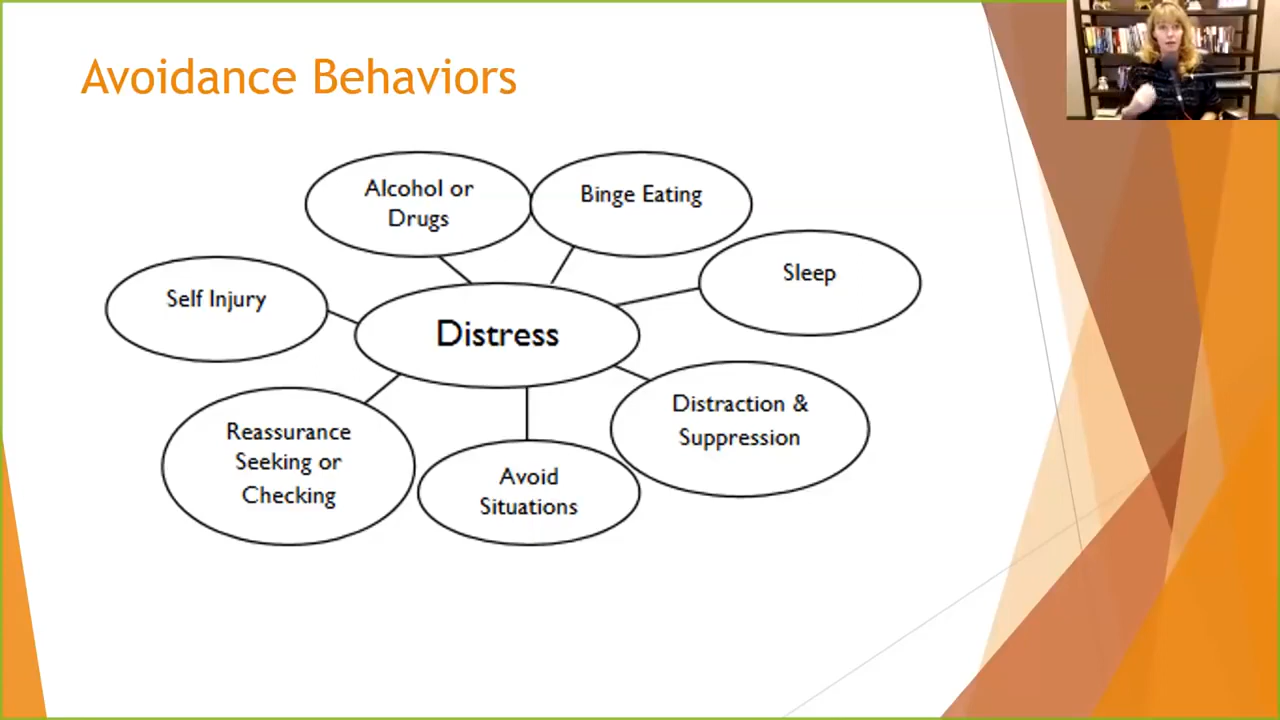 Avoidance Behaviors
Alcohol or
Drugs
Binge Eating
Sleep
Self Injury
Distress
Distraction &
Suppression
Reassurance
Seeking or
Checking
Avoid
Situations